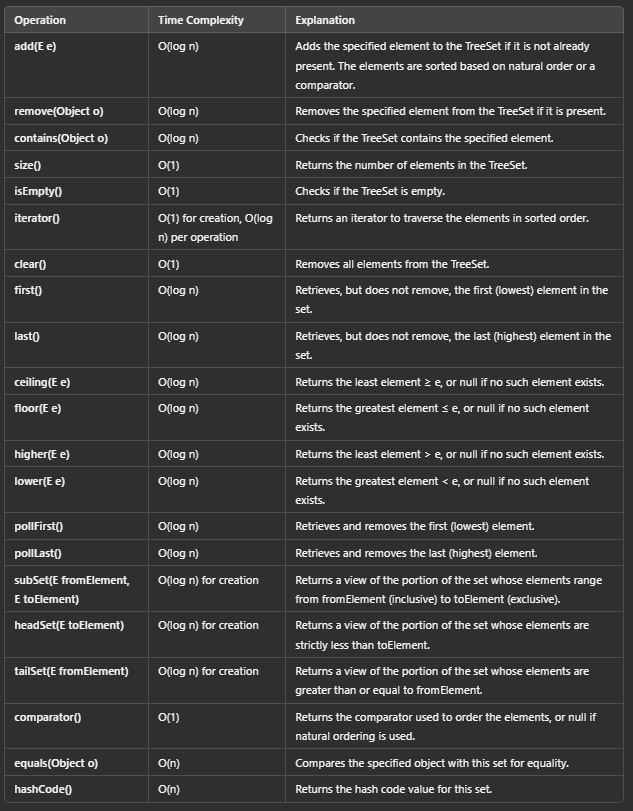 Operation Time Complexity Explanation
add(E e) O(log n) Adds the specified element to the TreeSet if it is not already
present. The elements are sorted based on natural order or a
comparator.
remove(Object o) O(log n) Removes the specified element from the TreeSet if it is present.
contains(Object o) O(log n) Checks if the TreeSet contains the specified element.
size() O(1) Returns the number of elements in the TreeSet.
isEmpty() O(1) Checks if the TreeSet is empty.
iterator() O(1) for creation, O(log Returns an iterator to traverse the elements in sorted order.
n) per operation
clear() O(1) Removes all elements from the TreeSet.
first() O(log n) Retrieves, but does not remove, the first (lowest) element in the
set.
last() O(log n) Retrieves, but does not remove, the last (highest) element in the
set.
ceiling(E e) O(log n) Returns the least element ≥ e, or null if no such element exists.
floor(E e) O(log n) Returns the greatest element ≤ e, or null if no such element
exists.
higher(E e) O(log n) Returns the least element > e, or null if no such element exists.
lower(E e) O(log n) Returns the greatest element < e, or null if no such element
exists.
pollFirst() O(log n) Retrieves and removes the first (lowest) element.
pollLast() O(log n) Retrieves and removes the last (highest) element.
subSet(E fromElement, O(log n) for creation Returns a view of the portion of the set whose elements range
E toElement) from fromElement (inclusive) to toElement (exclusive).
headSet(E toElement) O(log n) for creation Returns a view of the portion of the set whose elements are
strictly less than toElement.
tailSet(E fromElement) O(log n) for creation Returns a view of the portion of the set whose elements are
greater than or equal to fromElement.
comparator() O(1) Returns the comparator used to order the elements, or null if
natural ordering is used.
equals(Object o) O(n) Compares the specified object with this set for equality.
hashCode() O(n) Returns the hash code value for this set.